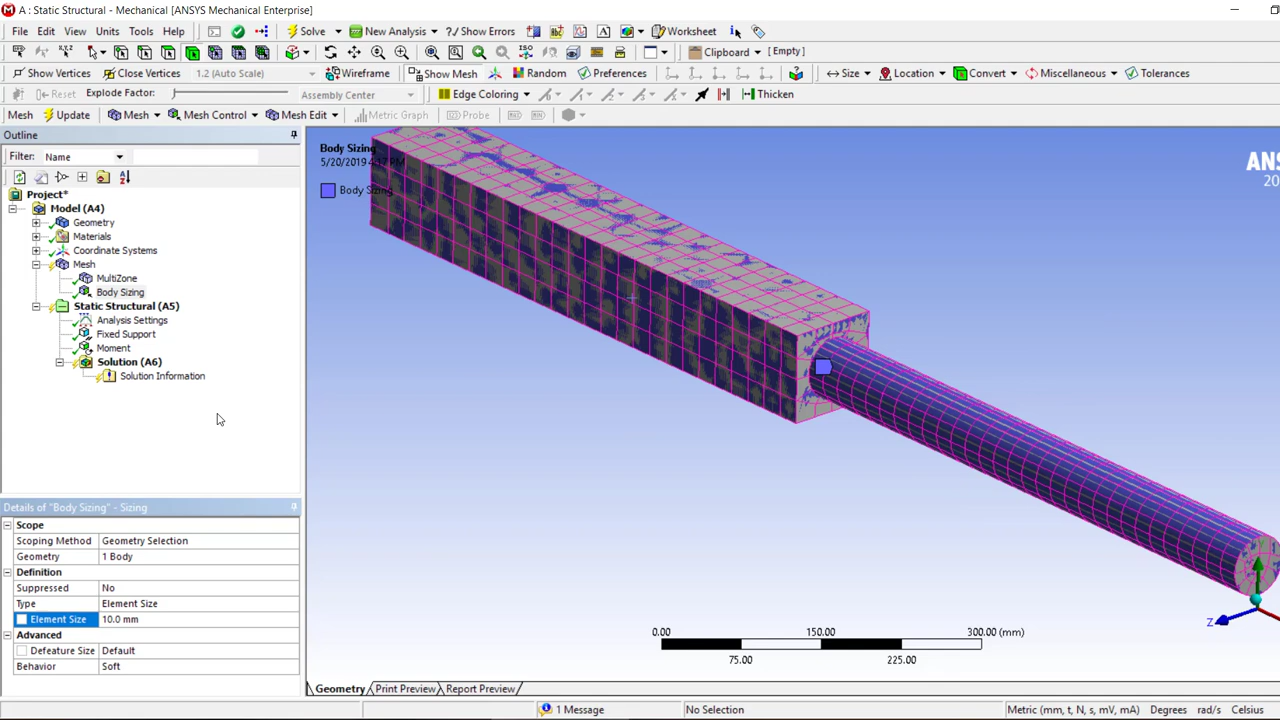 A : Static Structural - Mechanical [ANSYS Mechanical Enterprise]
File Edit View Units Tools Help Solve New Analysis Show Errors Worksheet
Clipboard [ Empty ]
Show Vertices Close Vertices 1.2 (Auto Scale) Wireframe Show Mesh Random Preferences Size Location Convert Miscellaneous Tolerances
Reset Explode Factor: Assembly Center Edge Coloring Thicken
Mesh Update Mesh Mesh Control Mesh Edit Metric Graph Probe
Outline
Filter: Name
Project*
Model (A4)
Geometry
Materials
Coordinate Systems
Mesh
MultiZone
Body Sizing
Static Structural (A5)
Analysis Settings
Fixed Support
Moment
Solution (A6)
Solution Information
Details of "Body Sizing" - Sizing
Scope
Scoping Method Geometry Selection
Geometry 1 Body
Definition
Suppressed No
Type Element Size
Element Size 10.0 mm
Advanced
Defeature Size Default
Behavior Soft
Body Sizing
5/20/2019 4:17 PM
Body Sizing
ANS
20
Z
0.00 150.00 300.00 (mm)
75.00 225.00
Geometry Print Preview Report Preview
1 Message No Selection Metric (mm, t, N, s, mV, mA) Degrees rad/s Celsius